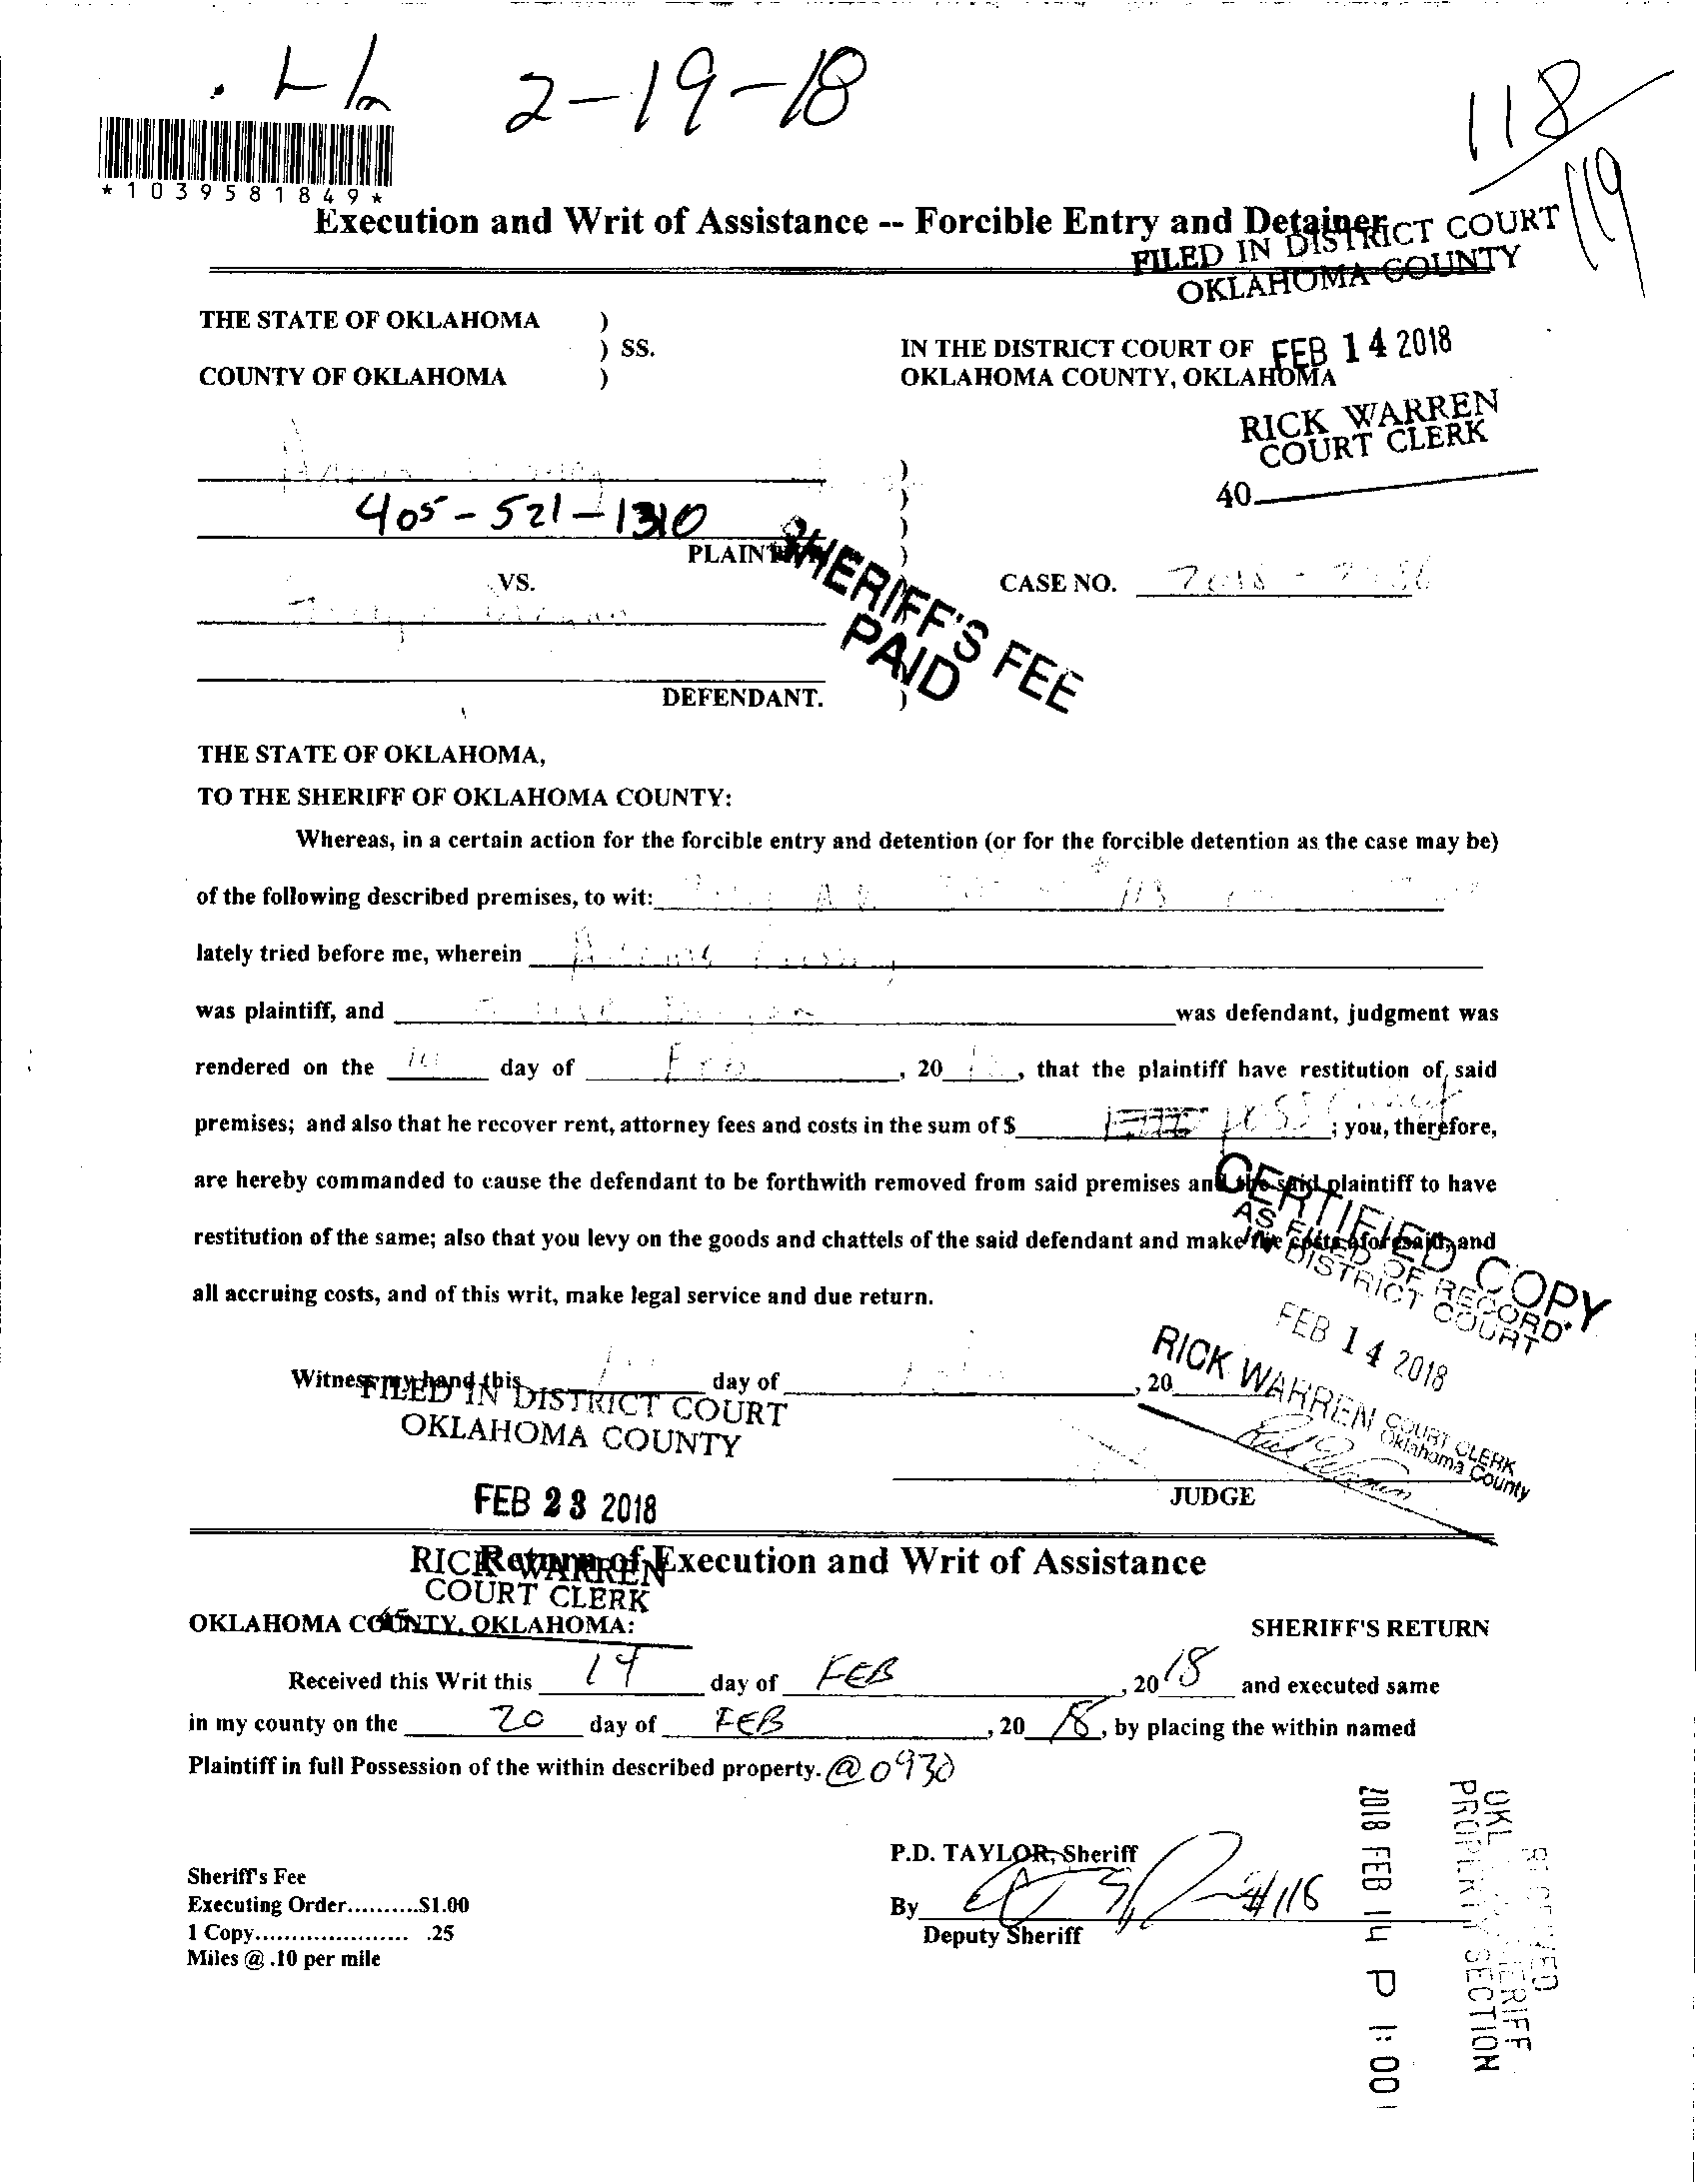 2-19-18
118
119
*1039581849*
Execution and Writ of Assistance -- Forcible Entry and Detainer
FILED IN DISTRICT COURT
OKLAHOMA COUNTY
THE STATE OF OKLAHOMA )
) SS.
COUNTY OF OKLAHOMA )
IN THE DISTRICT COURT OF
OKLAHOMA COUNTY, OKLAHOMA
FEB 14 2018
RICK WARREN
COURT CLERK
40
405-521-1310
PLAINTIFF
VS.
SHERIFF'S FEE
PAID
CASE NO.
DEFENDANT.
THE STATE OF OKLAHOMA,
TO THE SHERIFF OF OKLAHOMA COUNTY:
Whereas, in a certain action for the forcible entry and detention (or for the forcible detention as the case may be)
of the following described premises, to wit:
lately tried before me, wherein
was plaintiff, and was defendant, judgment was
rendered on the day of Feb, 20 , that the plaintiff have restitution of said
premises; and also that he recover rent, attorney fees and costs in the sum of $ ; you, therefore,
are hereby commanded to cause the defendant to be forthwith removed from said premises and the said plaintiff to have
restitution of the same; also that you levy on the goods and chattels of the said defendant and make the costs aforesaid, and
all accruing costs, and of this writ, make legal service and due return.
CERTIFIED COPY
AS FILED OF RECORD
IN DISTRICT COURT
FEB 14 2018
RICK WARREN COURT CLERK
Oklahoma County
Rick Warren
Witness my hand this day of , 20
JUDGE
FILED IN DISTRICT COURT
OKLAHOMA COUNTY
FEB 23 2018
RICK WARREN
COURT CLERK
Return of Execution and Writ of Assistance
OKLAHOMA COUNTY, OKLAHOMA:
SHERIFF'S RETURN
Received this Writ this 14 day of FEB, 2018 and executed same
in my county on the 20 day of FEB, 2018, by placing the within named
Plaintiff in full Possession of the within described property. @ 0930
P.D. TAYLOR, Sheriff
By
Deputy Sheriff
Sheriff's Fee
Executing Order..........$1.00
1 Copy..................... .25
Miles @ .10 per mile
2018 FEB 14 P 1:00
RECEIVED
OKL SHERIFF
PROPERTY SECTION